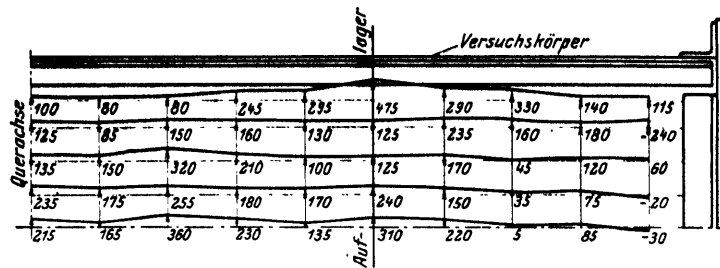 Versuchskörper
Auf-lager
Querachse
100 80 80 245 295 475 290 330 140 115
125 85 150 160 130 125 235 160 180 -240
135 150 320 210 100 125 170 45 120 60
235 175 255 180 170 240 150 35 75 -20
215 165 360 230 135 310 220 5 85 -30